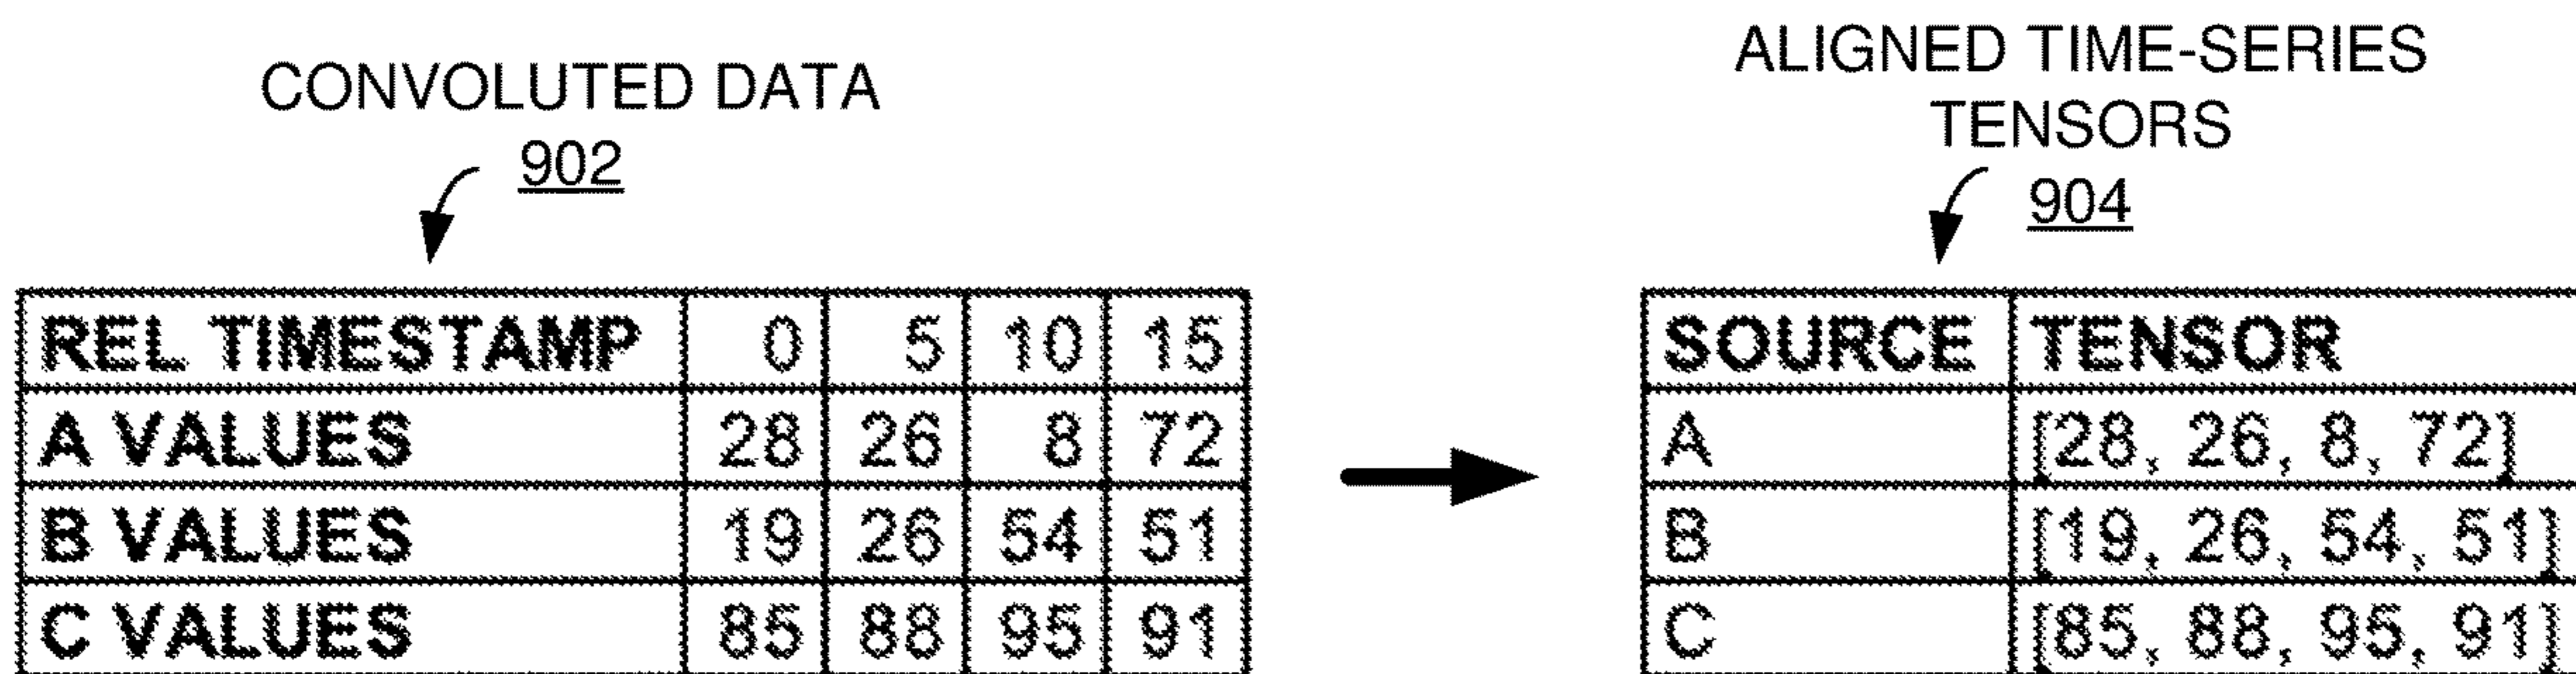 CONVOLUTED DATA
902
REL TIMESTAMP 0 5 10 15
A VALUES 28 26 8 72
B VALUES 19 26 54 51
C VALUES 85 88 95 91
ALIGNED TIME-SERIES
TENSORS
904
SOURCE TENSOR
A [28, 26, 8, 72]
B [19, 26, 54, 51]
C [85, 88, 95, 91]